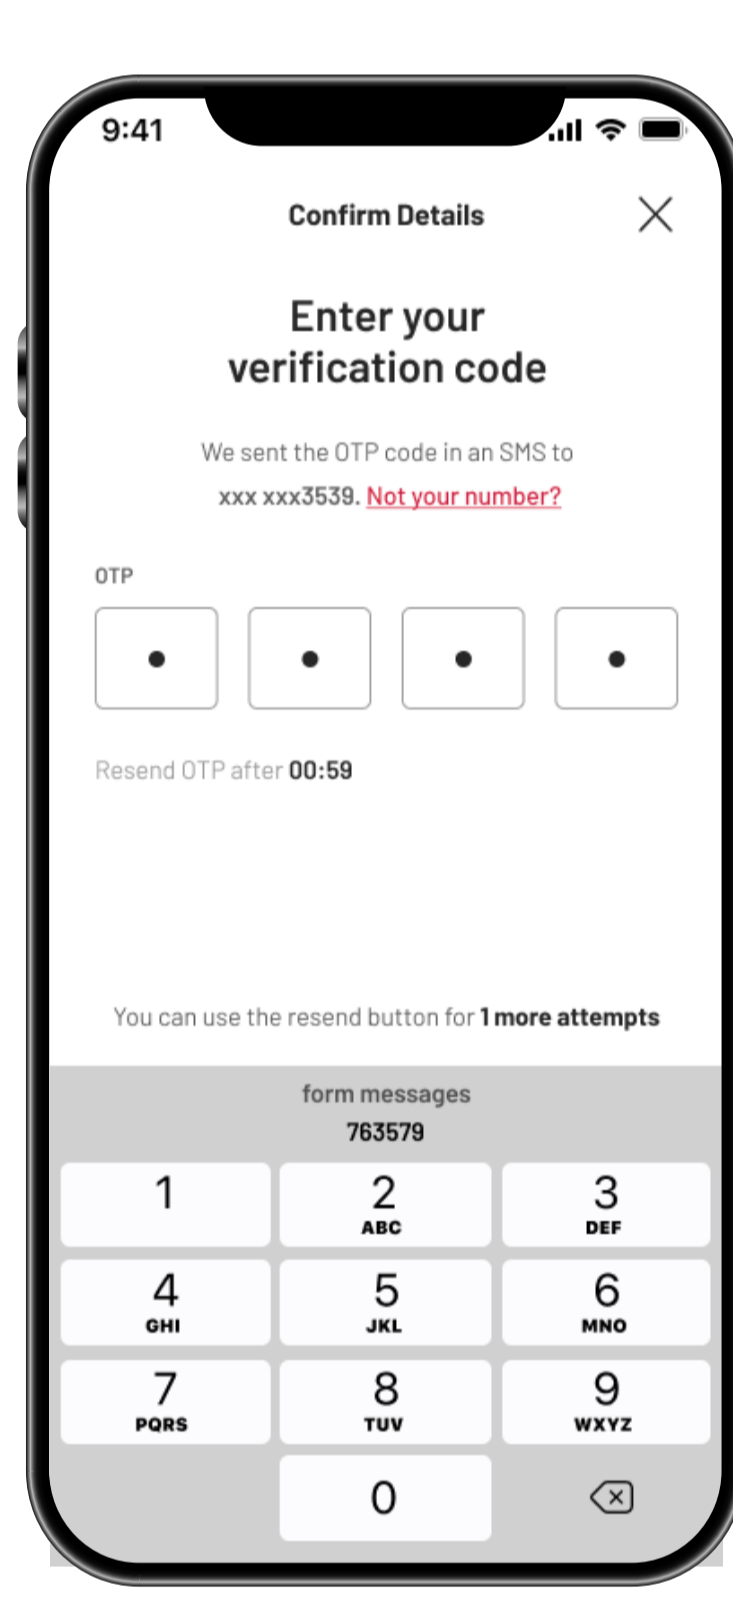 9:41
Confirm Details
Enter your
verification code
We sent the OTP code in an SMS to
xxx xxx3539. Not your number?
OTP
Resend OTP after 00:59
You can use the resend button for 1 more attempts
form messages
763579
1
2
ABC
3
DEF
4
GHI
5
JKL
6
MNO
7
PQRS
8
TUV
9
WXYZ
0